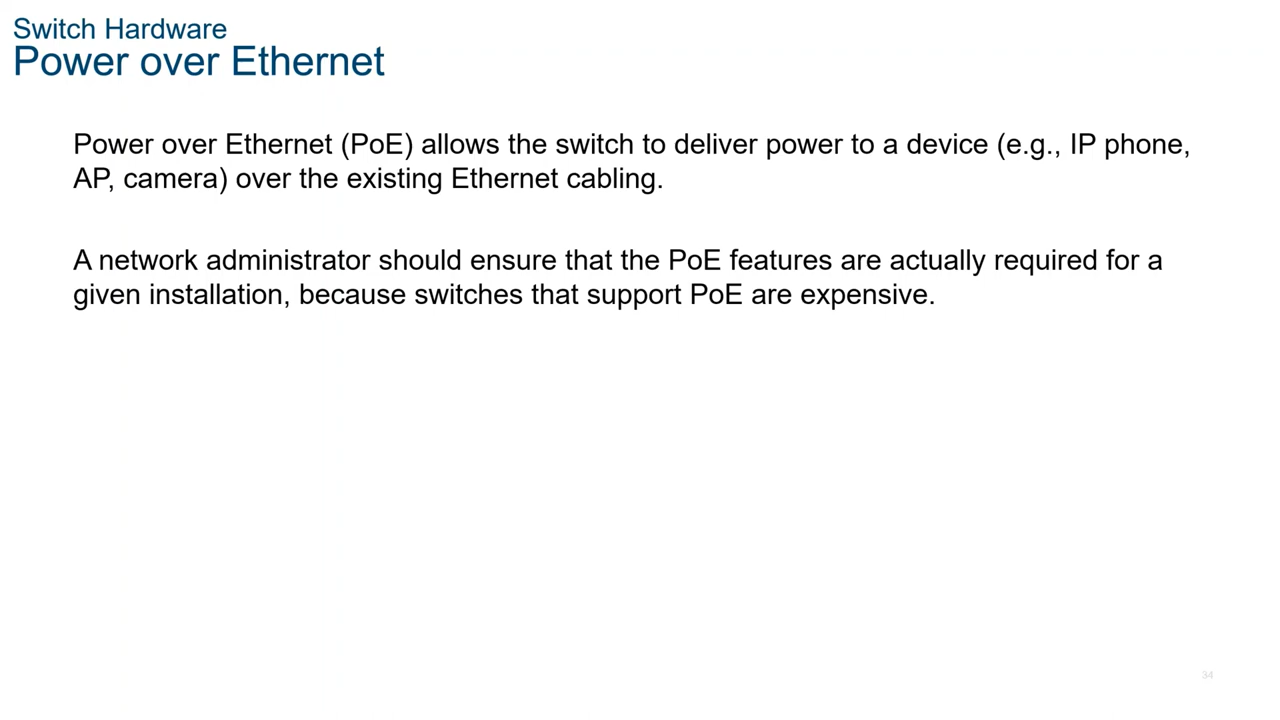 Switch Hardware
Power over Ethernet
Power over Ethernet (PoE) allows the switch to deliver power to a device (e.g., IP phone,
AP, camera) over the existing Ethernet cabling.
A network administrator should ensure that the PoE features are actually required for a
given installation, because switches that support PoE are expensive.
34